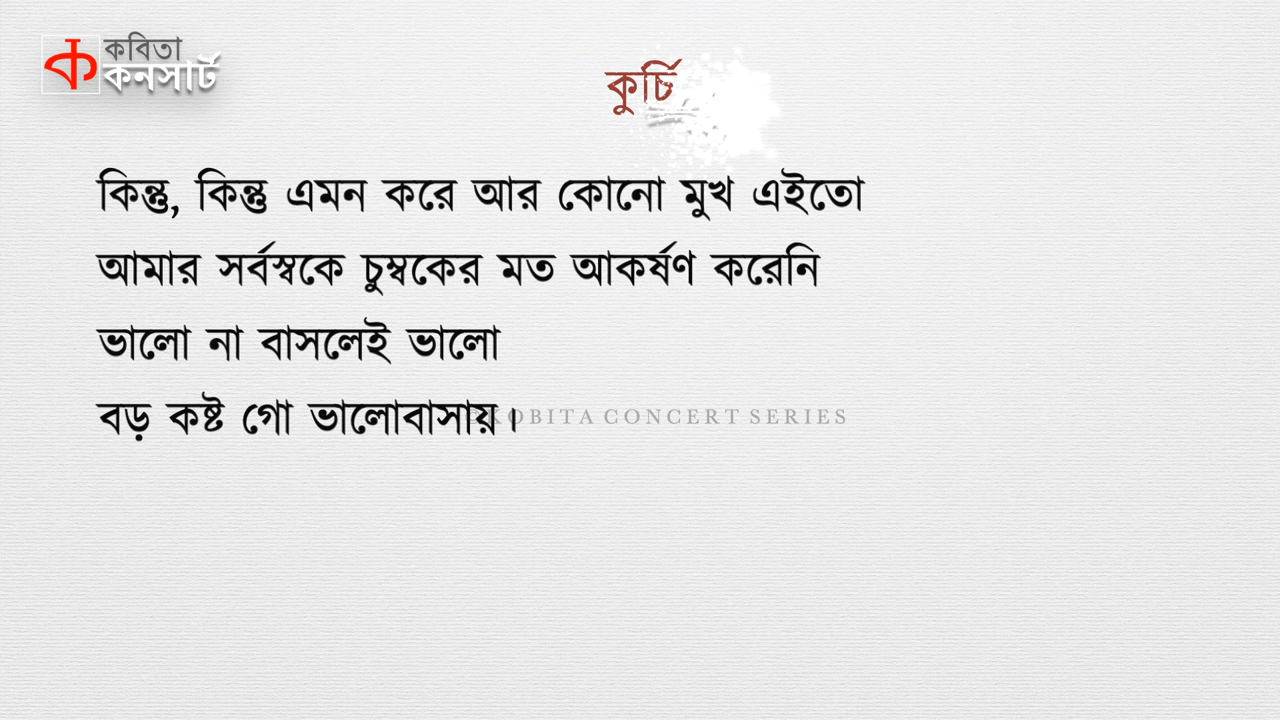 ক
কবিতা
কনসার্ট
কুর্চি
কিন্তু, কিন্তু এমন করে আর কোনো মুখ এইতো
আমার সর্বস্বকে চুম্বকের মত আকর্ষণ করেনি
ভালো না বাসলেই ভালো
বড় কষ্ট গো ভালোবাসায়।
KOBITA CONCERT SERIES